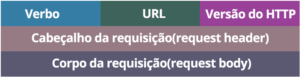 Verbo URL Versão do HTTP
Cabeçalho da requisição(request header)
Corpo da requisição(request body)